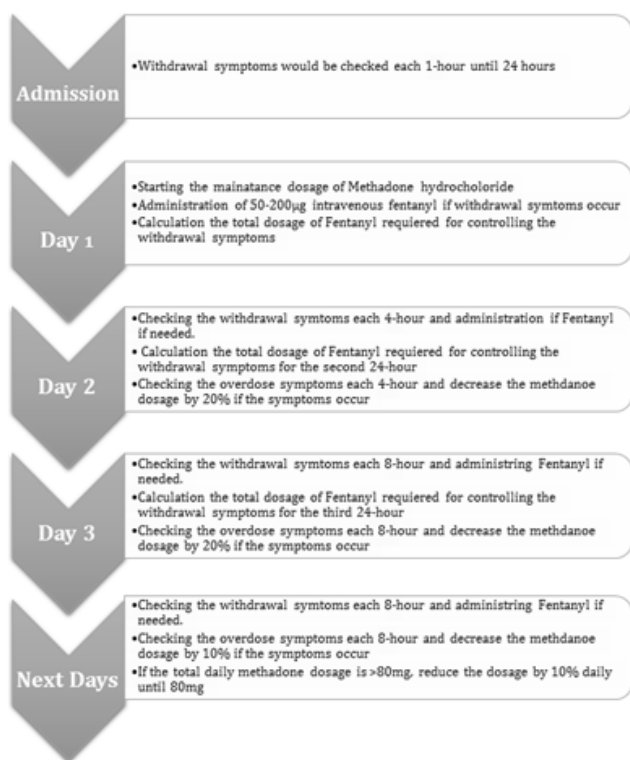 Admission
•Withdrawal symptoms would be checked each 1-hour until 24 hours
Day 1
•Starting the mainatance dosage of Methadone hydrocholoride
•Administration of 50-200µg intravenous fentanyl if withdrawal symtoms occur
•Calculation the total dosage of Fentanyl requiered for controlling the
withdrawal symptoms
Day 2
•Checking the withdrawal symtoms each 4-hour and administration if Fentanyl
if needed.
• Calculation the total dosage of Fentanyl requiered for controlling the
withdrawal symptoms for the second 24-hour
•Checking the overdose symptoms each 4-hour and decrease the methdanoe
dosage by 20% if the symptoms occur
Day 3
•Checking the withdrawal symtoms each 8-hour and administring Fentanyl if
needed.
•Calculation the total dosage of Fentanyl requiered for controlling the
withdrawal symptoms for the third 24-hour
•Checking the overdose symptoms each 8-hour and decrease the methdanoe
dosage by 20% if the symptoms occur
Next Days
•Checking the withdrawal symtoms each 8-hour and administring Fentanyl if
needed.
•Checking the overdose symptoms each 8-hour and decrease the methdanoe
dosage by 10% if the symptoms occur
•If the total daily methadone dosage is >80mg, reduce the dosage by 10% daily
until 80mg